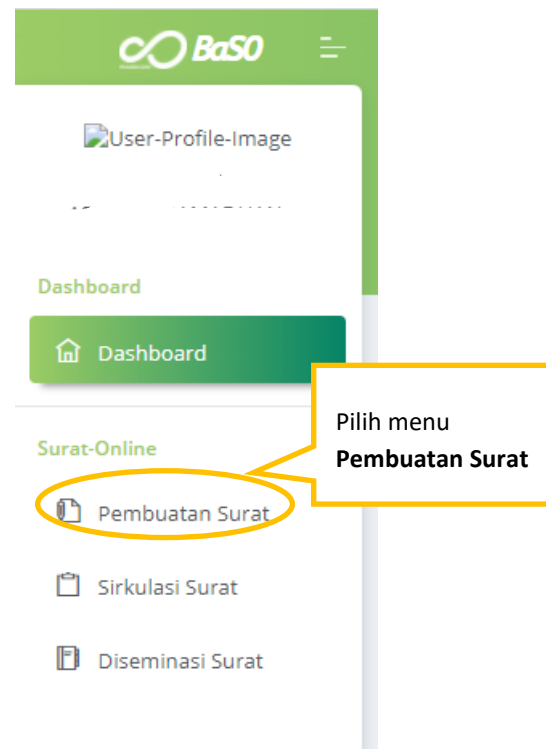 BaSO
User-Profile-Image
Dashboard
Dashboard
Surat-Online
Pilih menu
Pembuatan Surat
Pembuatan Surat
Sirkulasi Surat
Diseminasi Surat